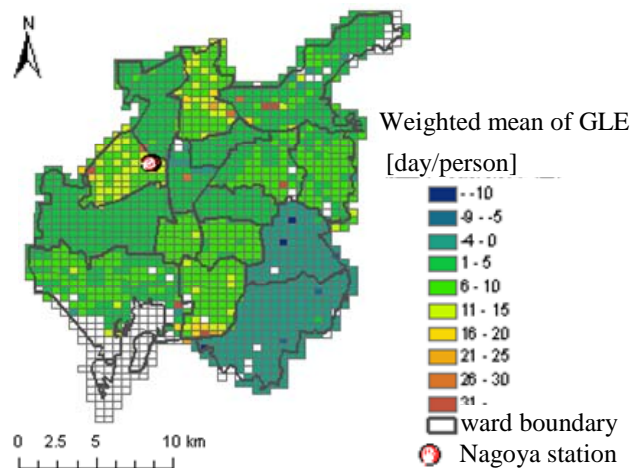 N
Weighted mean of GLE
[day/person]
- -10
-9 - -5
-4 - 0
1 - 5
6 - 10
11 - 15
16 - 20
21 - 25
26 - 30
31 -
ward boundary
Nagoya station
0 2.5 5 10 km